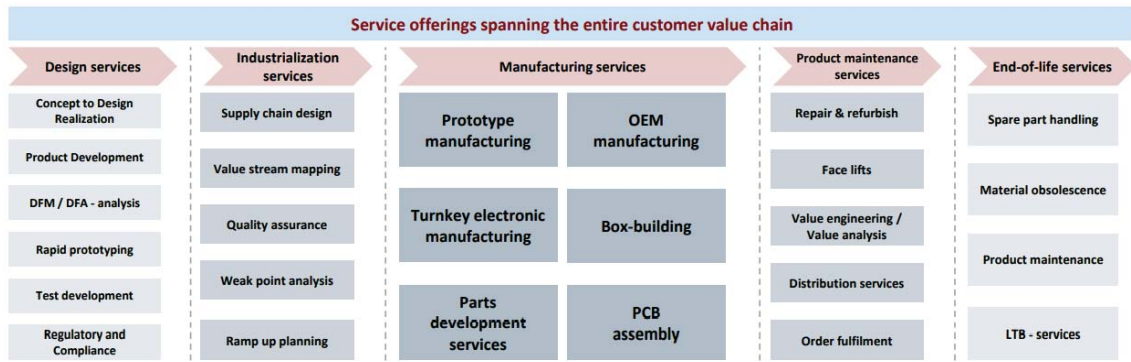 Service offerings spanning the entire customer value chain
Design services
Concept to Design
Realization
Product Development
DFM / DFA - analysis
Rapid prototyping
Test development
Regulatory and
Compliance
Industrialization
services
Supply chain design
Value stream mapping
Quality assurance
Weak point analysis
Ramp up planning
Manufacturing services
Prototype
manufacturing
OEM
manufacturing
Turnkey electronic
manufacturing
Box-building
Parts
development
services
PCB
assembly
Product maintenance
services
Repair & refurbish
Face lifts
Value engineering /
Value analysis
Distribution services
Order fulfilment
End-of-life services
Spare part handling
Material obsolescence
Product maintenance
LTB - services